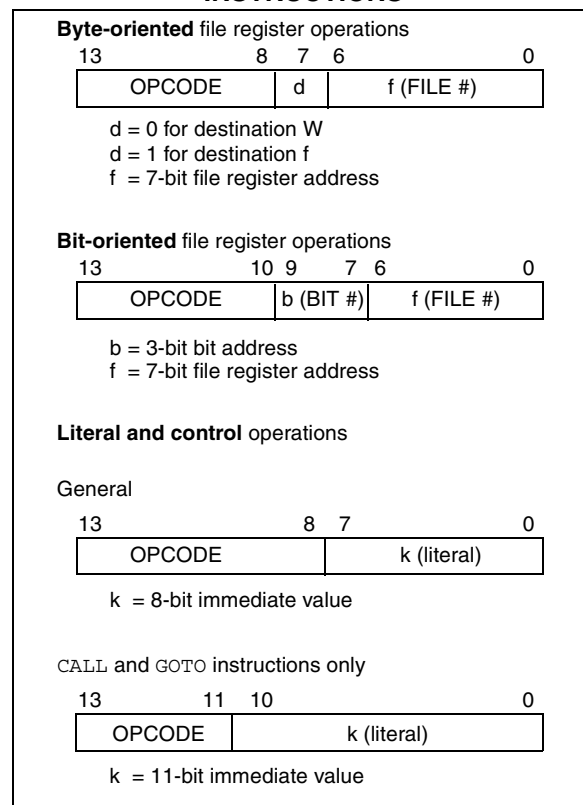 Byte-oriented file register operations
13 8 7 6 0
OPCODE d f (FILE #)
d = 0 for destination W
d = 1 for destination f
f = 7-bit file register address
Bit-oriented file register operations
13 10 9 7 6 0
OPCODE b (BIT #) f (FILE #)
b = 3-bit bit address
f = 7-bit file register address
Literal and control operations
General
13 8 7 0
OPCODE k (literal)
k = 8-bit immediate value
CALL and GOTO instructions only
13 11 10 0
OPCODE k (literal)
k = 11-bit immediate value